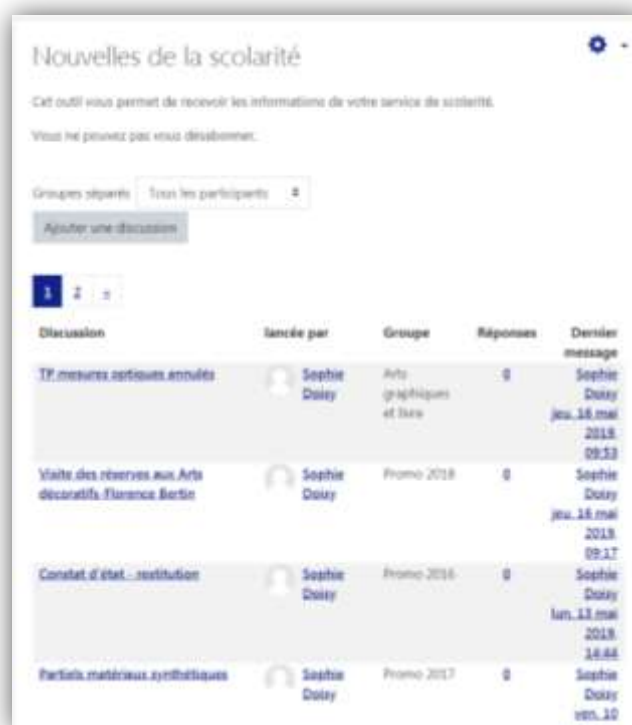 Nouvelles de la scolarité
Cet outil vous permet de recevoir les informations de votre service de scolarité.
Vous ne pouvez pas vous désabonner.
Groupes séparés Tous les participants
Ajouter une discussion
1 2 »
Discussion lancée par Groupe Réponses Dernier
message
TP mesures optiques annulés Sophie Arts 0 Sophie
Doisy graphiques Doisy
et livre jeu. 16 mai
2019,
09:53
Visite des réserves aux Arts Sophie Promo 2018 0 Sophie
décoratifs Florence Bertin Doisy Doisy
jeu. 16 mai
2019,
09:17
Constat d'état - restitution Sophie Promo 2016 0 Sophie
Doisy Doisy
lun. 13 mai
2019,
14:44
Partiels matériaux synthétiques Sophie Promo 2017 0 Sophie
Doisy Doisy
ven. 10